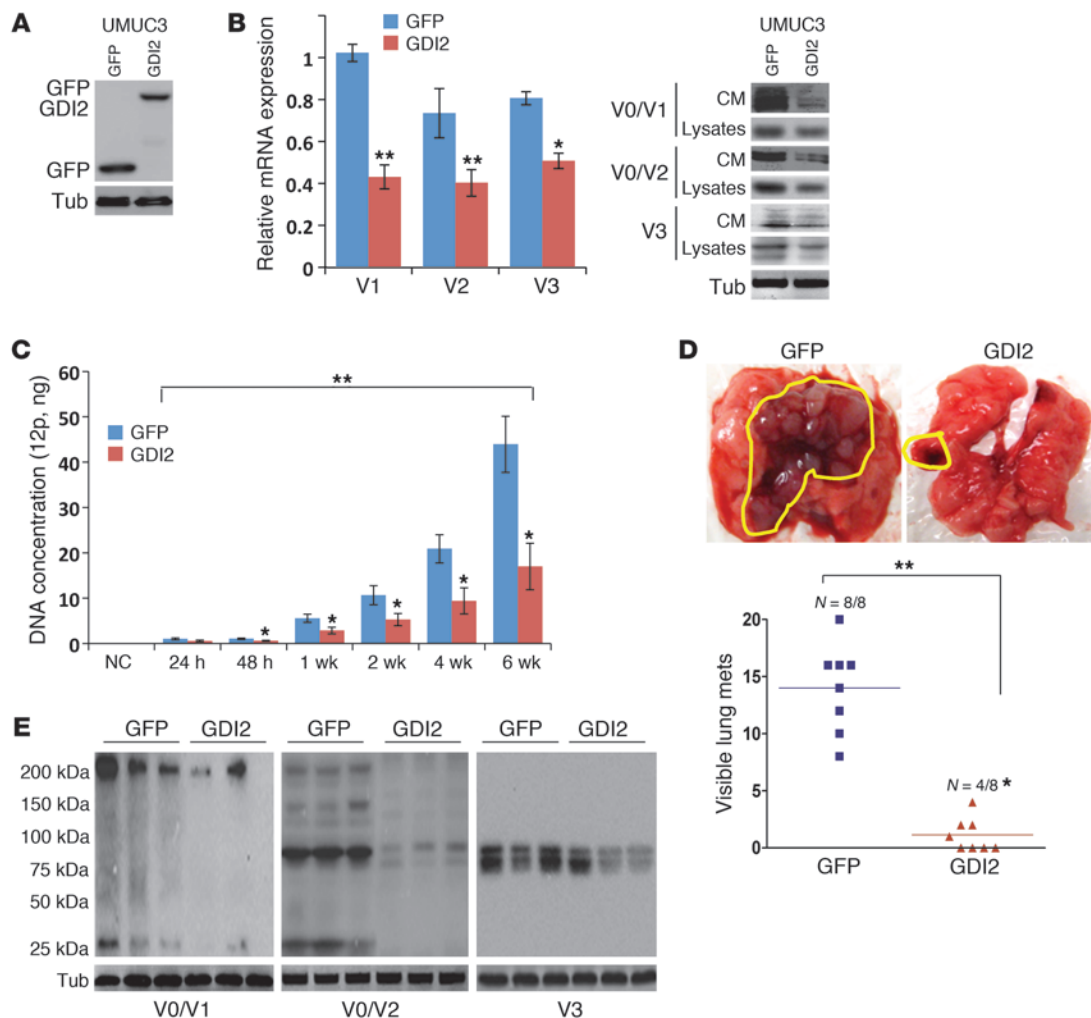 A
UMUC3
GFP
GDI2
GFP
GDI2
GFP
Tub
B
GFP
GDI2
Relative mRNA expression
1
0.8
0.6
0.4
0.2
0
**
**
*
V1
V2
V3
UMUC3
GFP
GDI2
V0/V1
CM
Lysates
V0/V2
CM
Lysates
V3
CM
Lysates
Tub
C
DNA concentration (12p, ng)
60
50
40
30
20
10
0
**
GFP
GDI2
*
*
*
*
*
NC
24 h
48 h
1 wk
2 wk
4 wk
6 wk
D
GFP
GDI2
**
N = 8/8
N = 4/8 *
Visible lung mets
20
15
10
5
0
GFP
GDI2
E
GFP
GDI2
GFP
GDI2
GFP
GDI2
200 kDa
150 kDa
100 kDa
75 kDa
50 kDa
25 kDa
Tub
V0/V1
V0/V2
V3